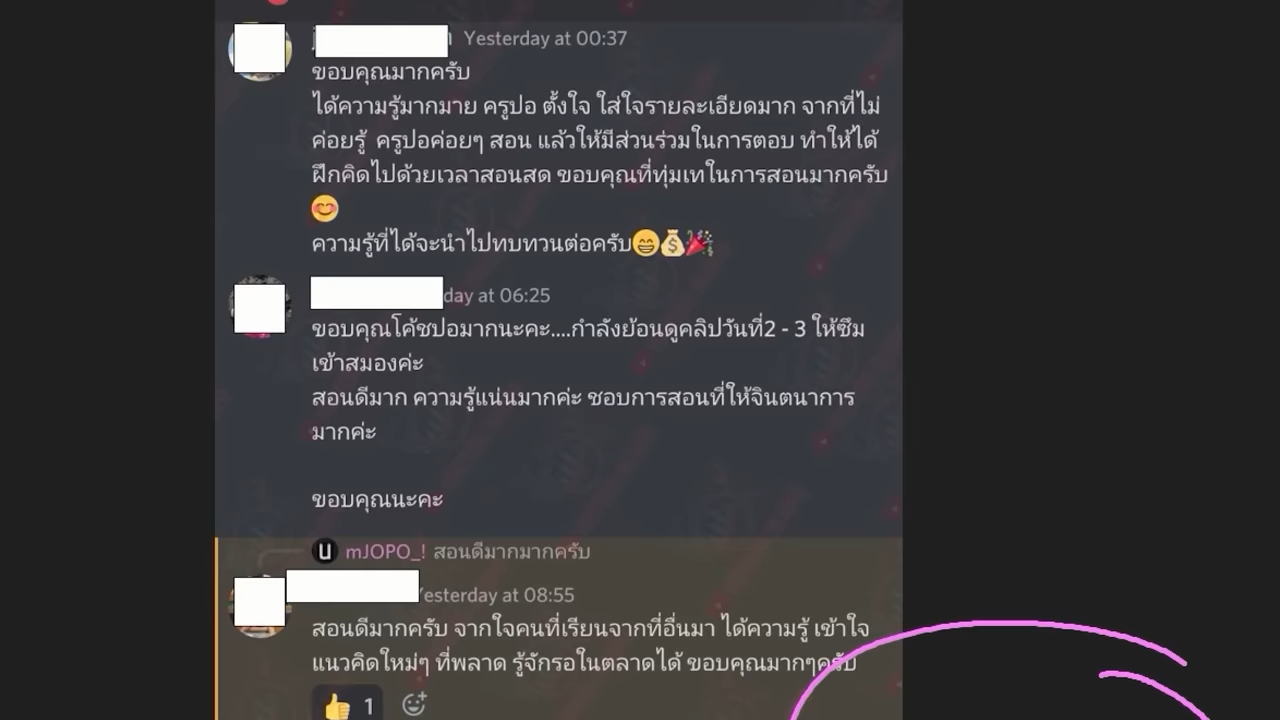 Yesterday at 00:37
ขอบคุณมากครับ
ได้ความรู้มากมาย ครูปอ ตั้งใจ ใส่ใจรายละเอียดมาก จากที่ไม่
ค่อยรู้ ครูปอค่อยๆ สอน แล้วให้มีส่วนร่วมในการตอบ ทำให้ได้
ฝึกคิดไปด้วยเวลาสอนสด ขอบคุณที่ทุ่มเทในการสอนมากครับ
😊
ความรู้ที่ได้จะนำไปทบทวนต่อครับ😁💰🎉
day at 06:25
ขอบคุณโค้ชปอมากนะคะ....กำลังย้อนดูคลิปวันที่2 - 3 ให้ซึม
เข้าสมองค่ะ
สอนดีมาก ความรู้แน่นมากค่ะ ชอบการสอนที่ให้จินตนาการ
มากค่ะ
ขอบคุณนะคะ
mJOPO_! สอนดีมากมากครับ
Yesterday at 08:55
สอนดีมากครับ จากใจคนที่เรียนจากที่อื่นมา ได้ความรู้ เข้าใจ
แนวคิดใหม่ๆ ที่พลาด รู้จักรอในตลาดได้ ขอบคุณมากๆครับ
👍 1